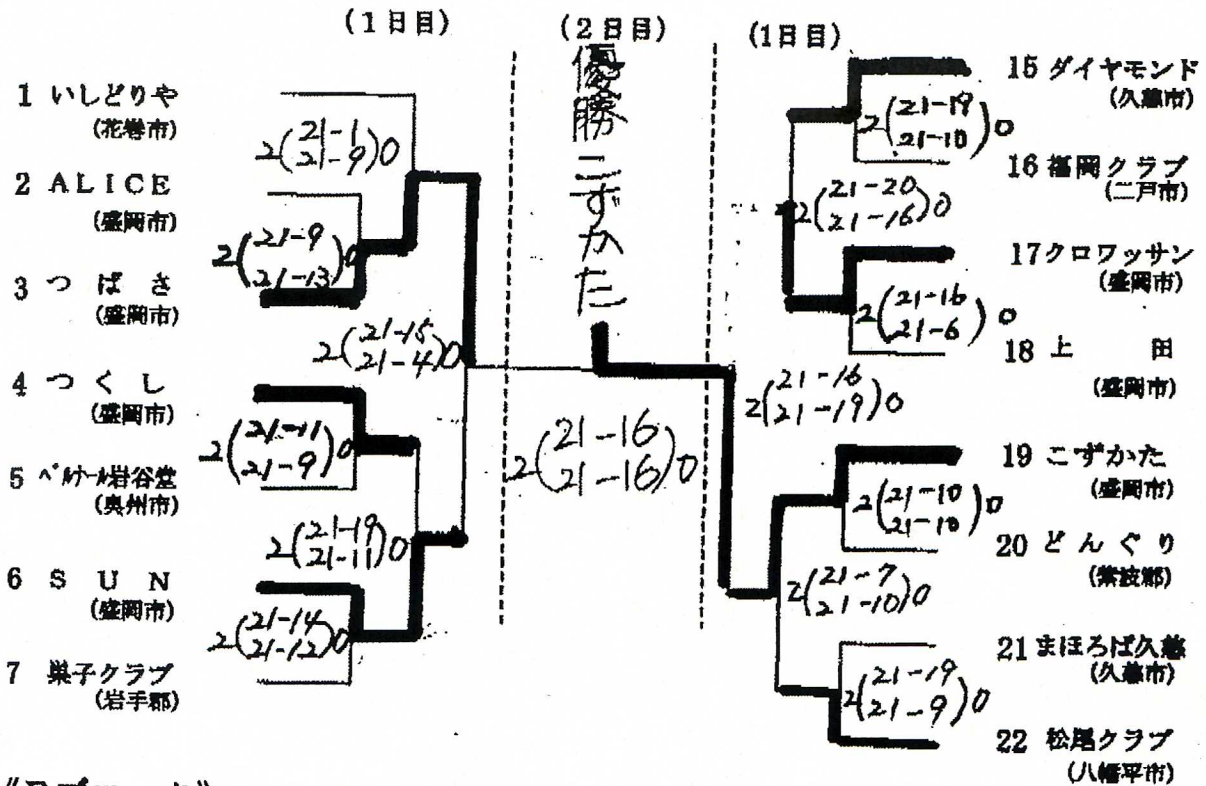 (1日目)
(2日目)
(1日目)
優勝こずかた
1 いしどりや
(花巻市)
2 ALICE
(盛岡市)
3 つばさ
(盛岡市)
4 つくし
(盛岡市)
5 ベルナール岩谷堂
(奥州市)
6 SUN
(盛岡市)
7 巣子クラブ
(岩手郡)
2(21-1
21-9)0
2(21-9
21-13)0
2(21-15
21-4)0
2(21-11
21-9)0
2(21-19
21-11)0
2(21-14
21-12)0
2(21-16
21-16)0
15 ダイヤモンド
(久慈市)
2(21-19
21-10)0
16 福岡クラブ
(二戸市)
2(21-20
21-16)0
17 クロワッサン
(盛岡市)
2(21-16
21-6)0
18 上田
(盛岡市)
2(21-16
21-19)0
19 こずかた
(盛岡市)
2(21-10
21-10)0
20 どんぐり
(紫波郡)
2(21-7
21-10)0
21 まほろば久慈
(久慈市)
2(21-19
21-9)0
22 松尾クラブ
(八幡平市)